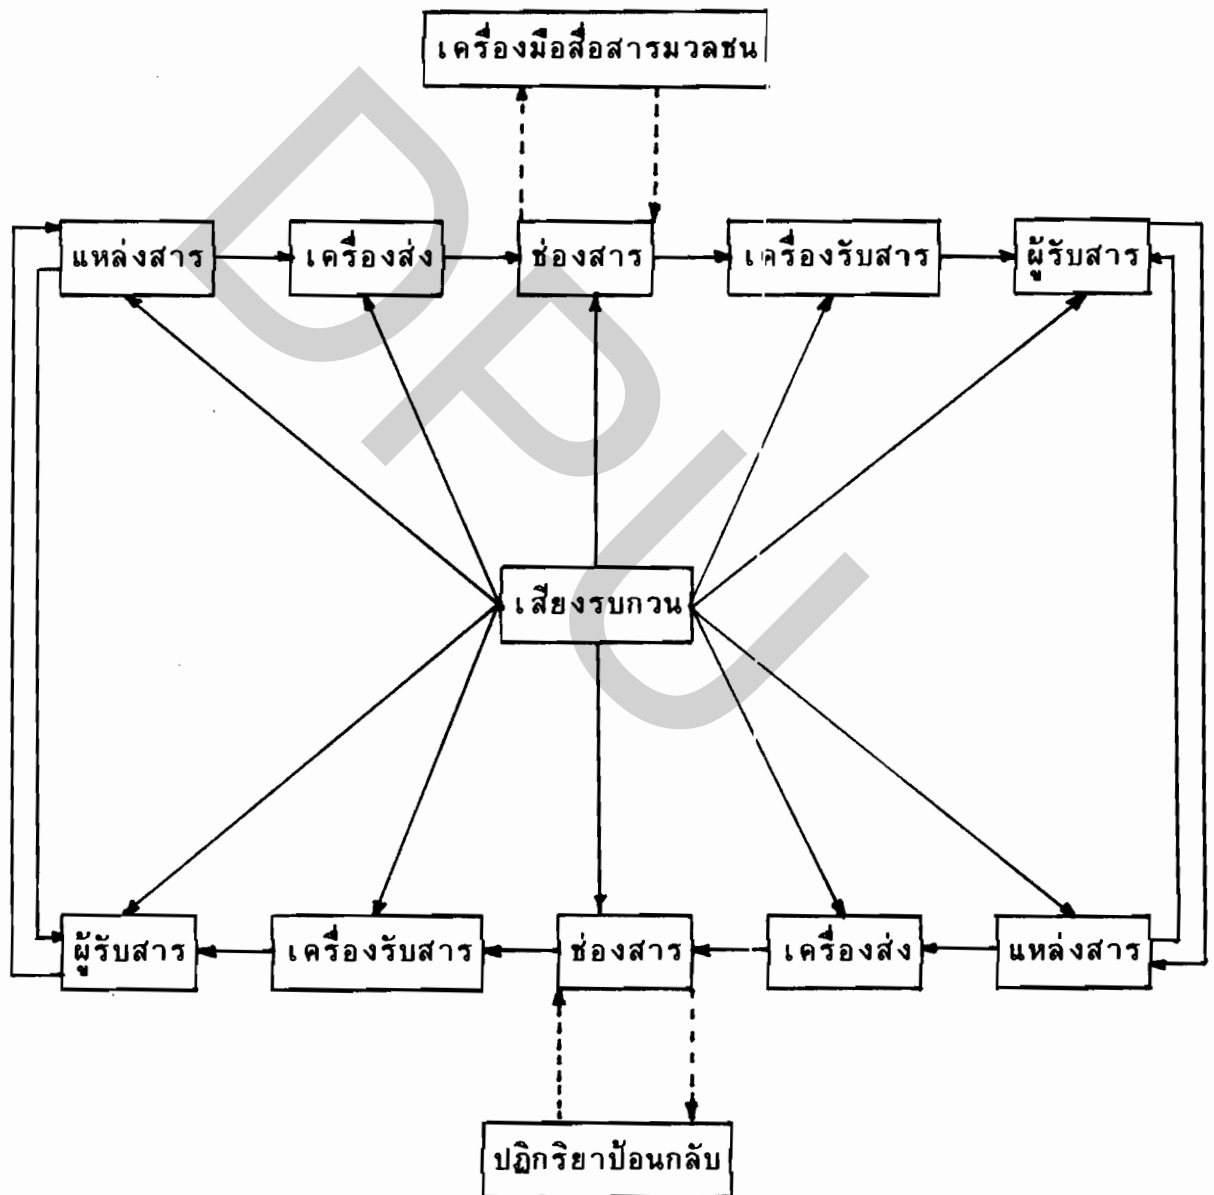 เครื่องมือสื่อสารมวลชน
แหล่งสาร
เครื่องส่ง
ช่องสาร
เครื่องรับสาร
ผู้รับสาร
เสียงรบกวน
ผู้รับสาร
เครื่องรับสาร
ช่องสาร
เครื่องส่ง
แหล่งสาร
ปฏิกริยาป้อนกลับ
DPU